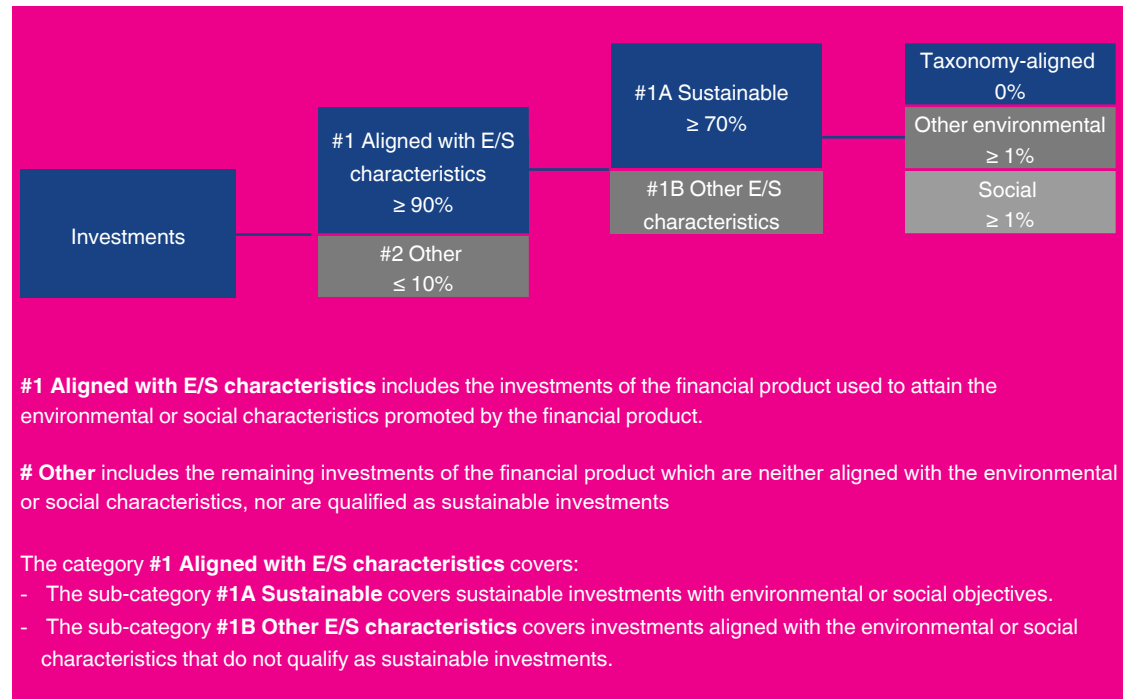 Investments
#1 Aligned with E/S
characteristics
≥ 90%
#2 Other
≤ 10%
#1A Sustainable
≥ 70%
#1B Other E/S
characteristics
Taxonomy-aligned
0%
Other environmental
≥ 1%
Social
≥ 1%
#1 Aligned with E/S characteristics includes the investments of the financial product used to attain the
environmental or social characteristics promoted by the financial product.
# Other includes the remaining investments of the financial product which are neither aligned with the environmental
or social characteristics, nor are qualified as sustainable investments
The category #1 Aligned with E/S characteristics covers:
- The sub-category #1A Sustainable covers sustainable investments with environmental or social objectives.
- The sub-category #1B Other E/S characteristics covers investments aligned with the environmental or social
characteristics that do not qualify as sustainable investments.